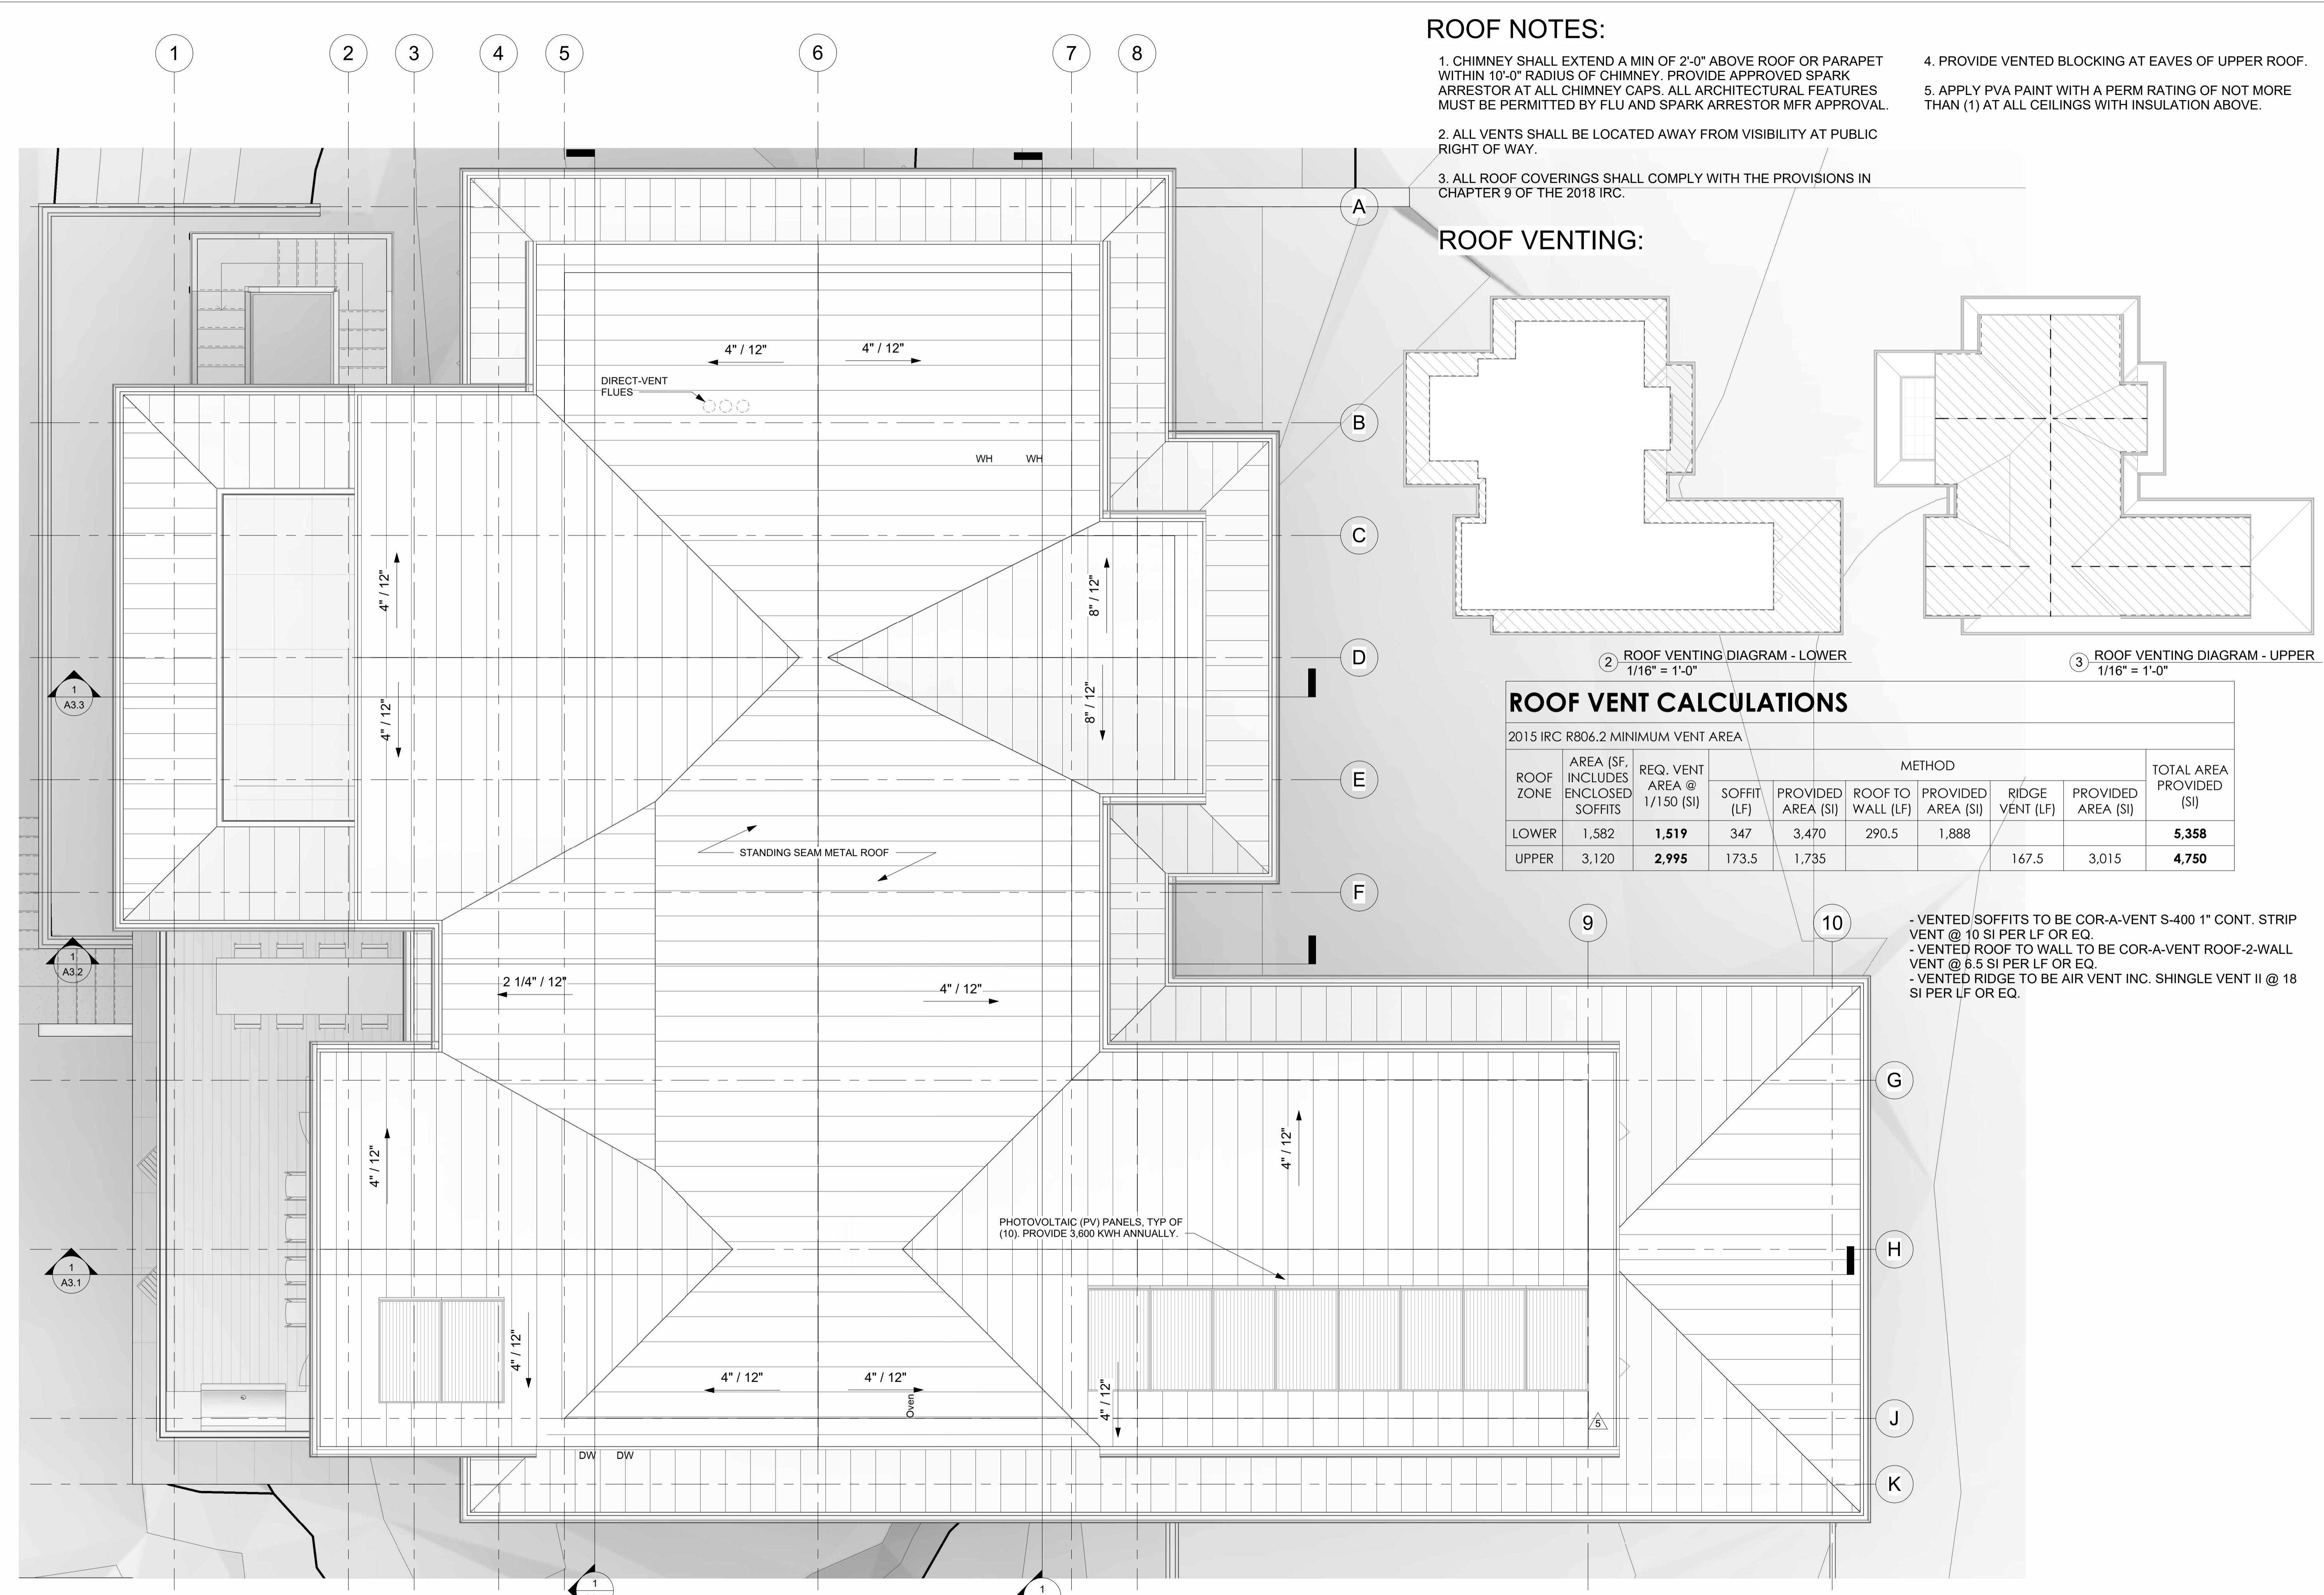 1
2
3
4
5
6
7
8
ROOF NOTES:
1. CHIMNEY SHALL EXTEND A MIN OF 2'-0" ABOVE ROOF OR PARAPET
WITHIN 10'-0" RADIUS OF CHIMNEY. PROVIDE APPROVED SPARK
ARRESTOR AT ALL CHIMNEY CAPS. ALL ARCHITECTURAL FEATURES
MUST BE PERMITTED BY FLU AND SPARK ARRESTOR MFR APPROVAL.
2. ALL VENTS SHALL BE LOCATED AWAY FROM VISIBILITY AT PUBLIC
RIGHT OF WAY.
3. ALL ROOF COVERINGS SHALL COMPLY WITH THE PROVISIONS IN
CHAPTER 9 OF THE 2018 IRC.
4. PROVIDE VENTED BLOCKING AT EAVES OF UPPER ROOF.
5. APPLY PVA PAINT WITH A PERM RATING OF NOT MORE
THAN (1) AT ALL CEILINGS WITH INSULATION ABOVE.
ROOF VENTING:
A
B
C
D
E
F
4" / 12"
4" / 12"
DIRECT-VENT
FLUES
WH
WH
4" / 12"
4" / 12"
8" / 12"
8" / 12"
1
A3.3
STANDING SEAM METAL ROOF
1
A3.2
2 1/4" / 12"
4" / 12"
2
ROOF VENTING DIAGRAM - LOWER
1/16" = 1'-0"
3
ROOF VENTING DIAGRAM - UPPER
1/16" = 1'-0"
ROOF VENT CALCULATIONS
2015 IRC R806.2 MINIMUM VENT AREA
ROOF
ZONE
AREA (SF,
INCLUDES
ENCLOSED
SOFFITS
REQ. VENT
AREA @
1/150 (SI)
METHOD
SOFFIT
(LF)
PROVIDED
AREA (SI)
ROOF TO
WALL (LF)
PROVIDED
AREA (SI)
RIDGE
VENT (LF)
PROVIDED
AREA (SI)
TOTAL AREA
PROVIDED
(SI)
LOWER 1,582 1,519 347 3,470 290.5 1,888 5,358
UPPER 3,120 2,995 173.5 1,735 167.5 3,015 4,750
- VENTED SOFFITS TO BE COR-A-VENT S-400 1" CONT. STRIP
VENT @ 10 SI PER LF OR EQ.
- VENTED ROOF TO WALL TO BE COR-A-VENT ROOF-2-WALL
VENT @ 6.5 SI PER LF OR EQ.
- VENTED RIDGE TO BE AIR VENT INC. SHINGLE VENT II @ 18
SI PER LF OR EQ.
9
10
G
H
J
K
4" / 12"
4" / 12"
PHOTOVOLTAIC (PV) PANELS, TYP OF
(10). PROVIDE 3,600 KWH ANNUALLY.
1
A3.1
4" / 12"
4" / 12"
4" / 12"
Oven
4" / 12"
5
DW
DW
1
1